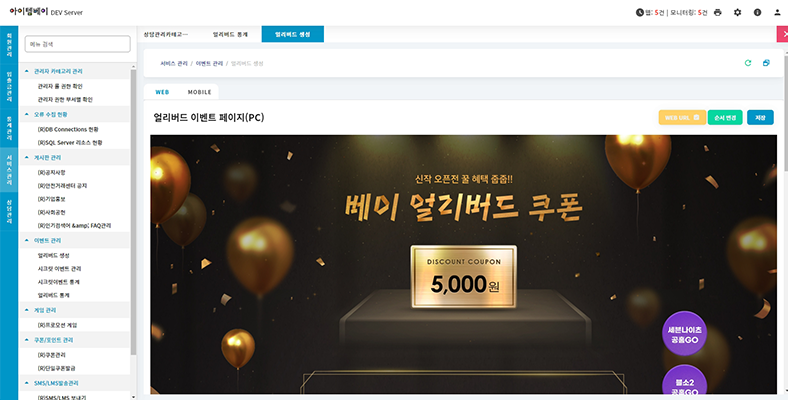 아이템베이 DEV Server
웹: 5건 | 모니터링: 5건
상담관리카테고…
얼리버드 통계
얼리버드 생성
회원관리
입출금관리
통계관리
서비스관리
상담관리
메뉴 검색
관리자 카테고리 관리
관리자 롤 권한 확인
관리자 권한 부서별 확인
오류 수집 현황
(R)DB Connections 현황
(R)SQL Server 리소스 현황
게시판 관리
(R)공지사항
(R)안전거래센터 공지
(R)기업홍보
(R)사회공헌
(R)인기검색어 &amp; FAQ관리
이벤트 관리
얼리버드 생성
시크릿 이벤트 관리
시크릿이벤트 통계
얼리버드 통계
게임 관리
(R)프로모션 게임
쿠폰/포인트 관리
(R)쿠폰관리
(R)단일쿠폰발급
SMS/LMS발송관리
(R)SMS/LMS 보내기
서비스 관리 / 이벤트 관리 / 얼리버드 생성
WEB
MOBILE
얼리버드 이벤트 페이지(PC)
WEB URL
순서 변경
저장
신작 오픈전 꿀 혜택 줍줍!!
베이 얼리버드 쿠폰
DISCOUNT COUPON
5,000원
세븐나이츠
공홈GO
블소2
공홈GO